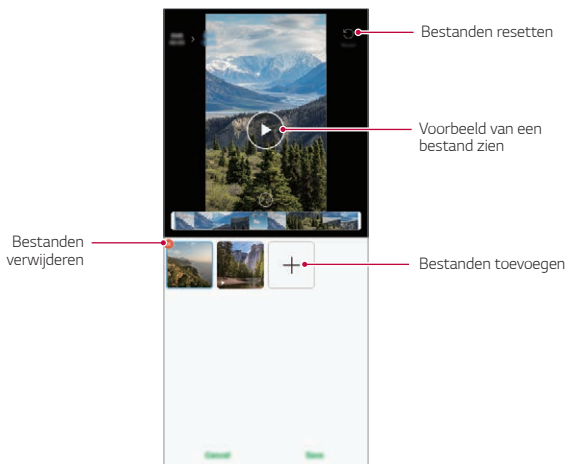 Bestanden resetten
Voorbeeld van een
bestand zien
Bestanden
verwijderen
Bestanden toevoegen
Cancel
Save